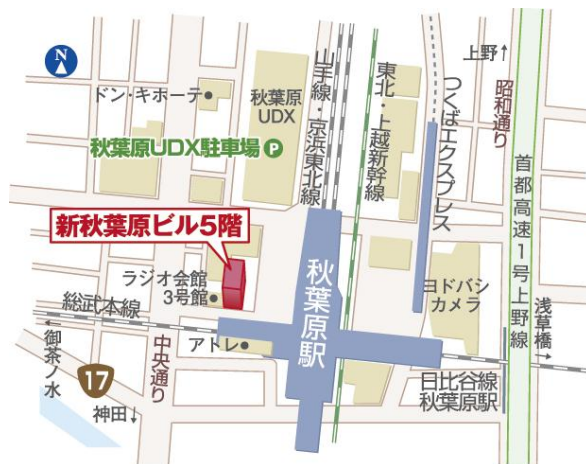 N
上野↑
ドン・キホーテ
秋葉原
UDX
山手線・京浜東北線
東北・上越新幹線
つくばエクスプレス
昭和通り
首都高速1号上野線
秋葉原UDX駐車場 P
新秋葉原ビル5階
ラジオ会館
3号館
秋葉原駅
ヨドバシ
カメラ
総武本線
←御茶ノ水
アトレ
中央通り
浅草橋→
17
神田↓
日比谷線
秋葉原駅